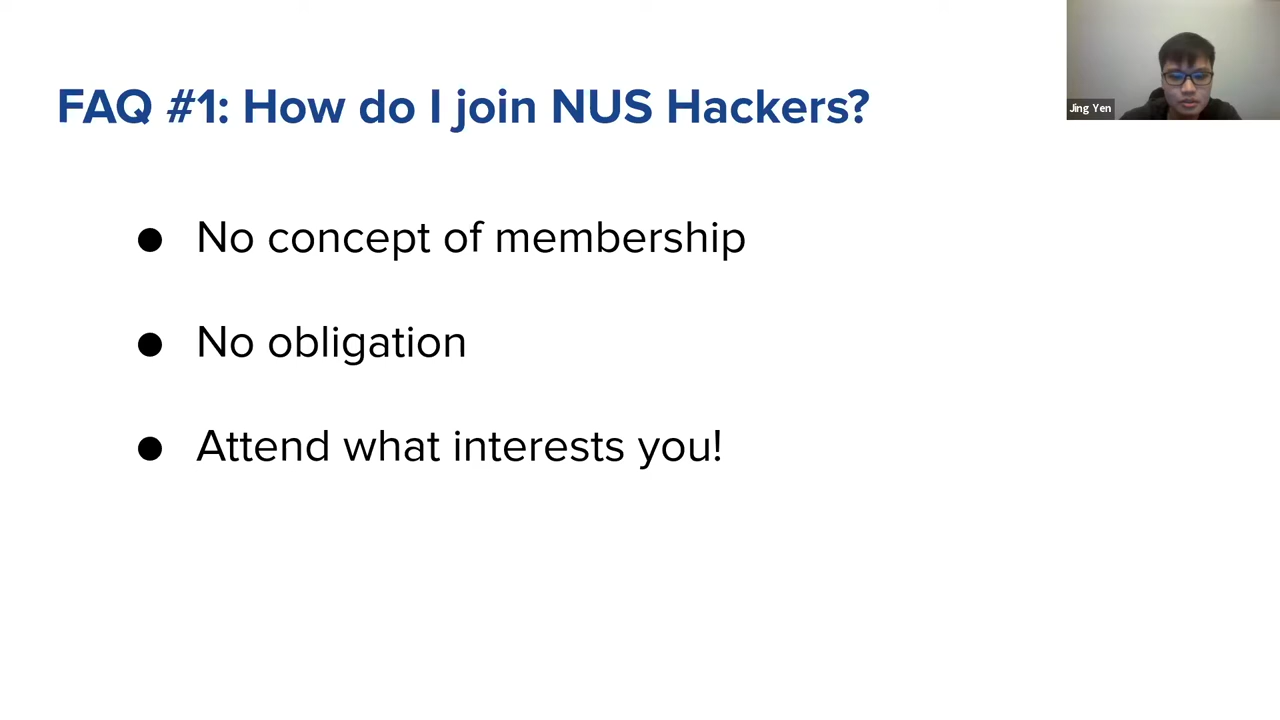 FAQ #1: How do I join NUS Hackers?
Jing Yen
● No concept of membership
● No obligation
● Attend what interests you!